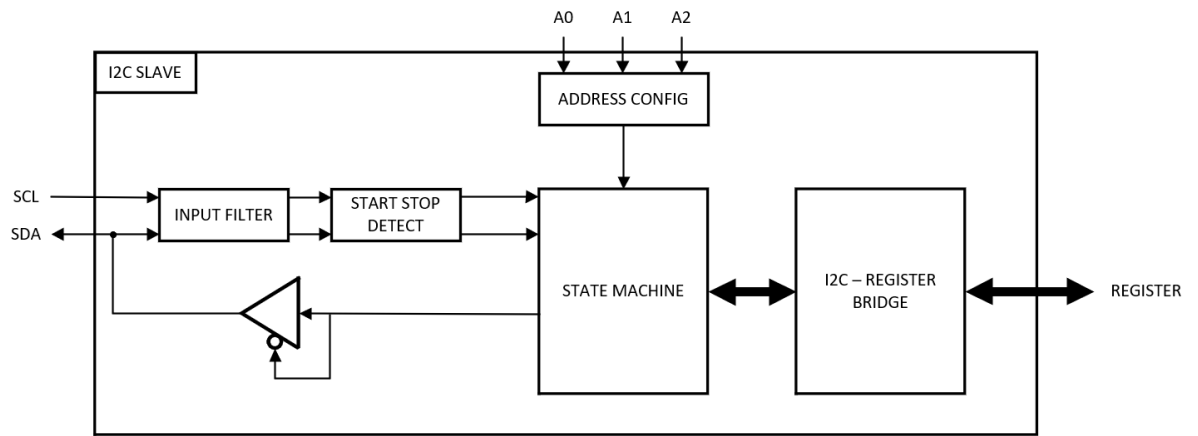 A0 A1 A2
I2C SLAVE
ADDRESS CONFIG
SCL
INPUT FILTER
START STOP
DETECT
SDA
STATE MACHINE
I2C – REGISTER
BRIDGE
REGISTER